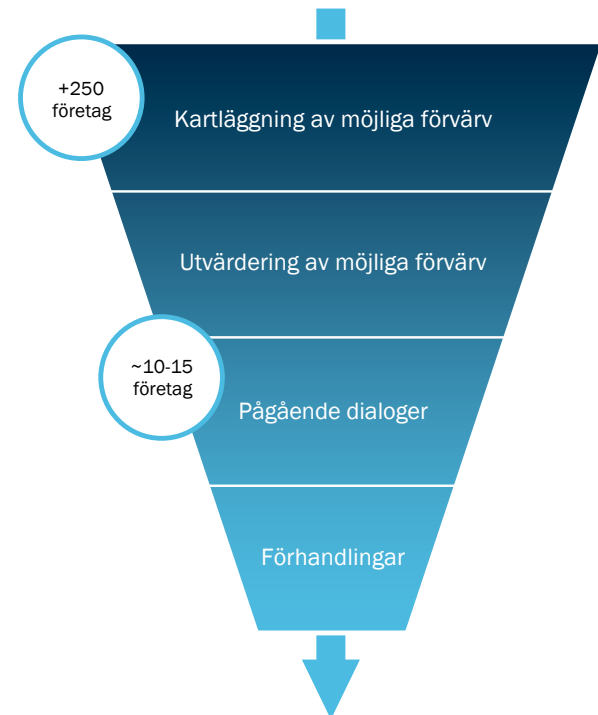 +250
företag
Kartläggning av möjliga förvärv
Utvärdering av möjliga förvärv
~10-15
företag
Pågående dialoger
Förhandlingar